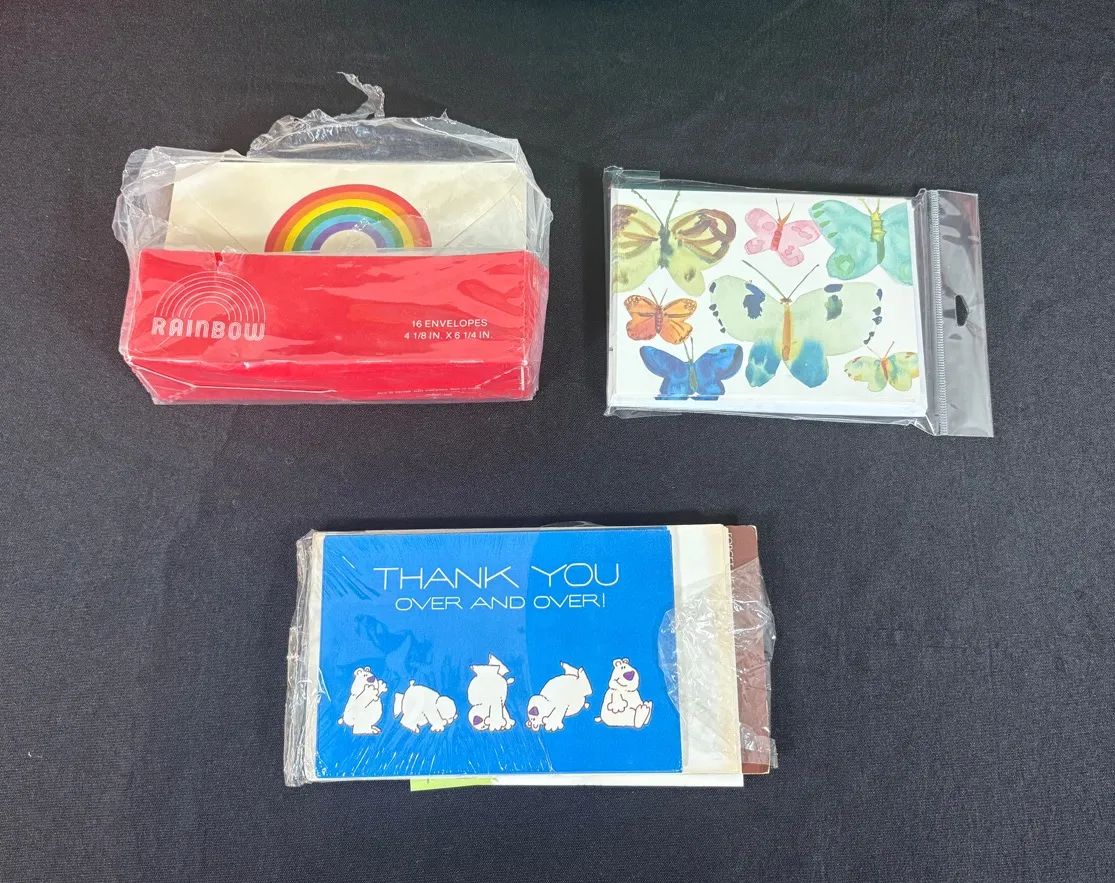 RAINBOW
16 ENVELOPES
4 1/8 IN. X 6 1/4 IN.
THANK YOU
OVER AND OVER!